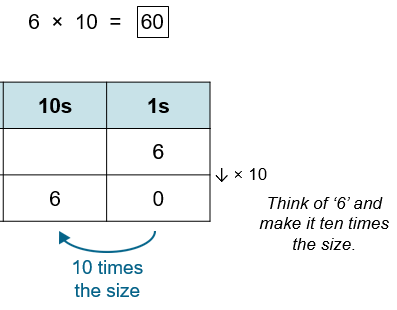 6 × 10 = 60
10s 1s
6
↓ × 10
6 0
Think of ‘6’ and
make it ten times
the size.
10 times
the size